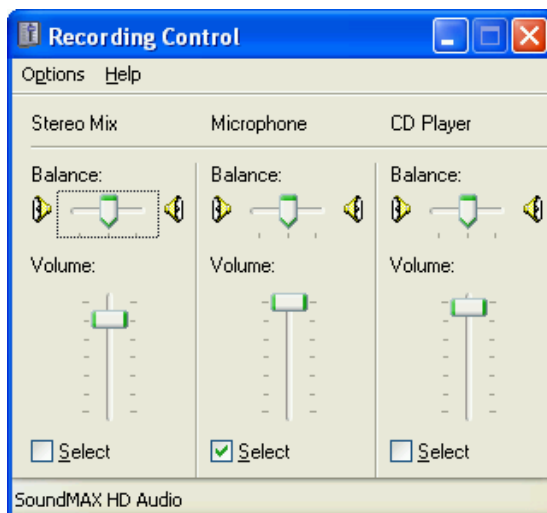 Recording Control
Options Help
Stereo Mix Microphone CD Player
Balance: Balance: Balance:
Volume: Volume: Volume:
Select Select Select
SoundMAX HD Audio